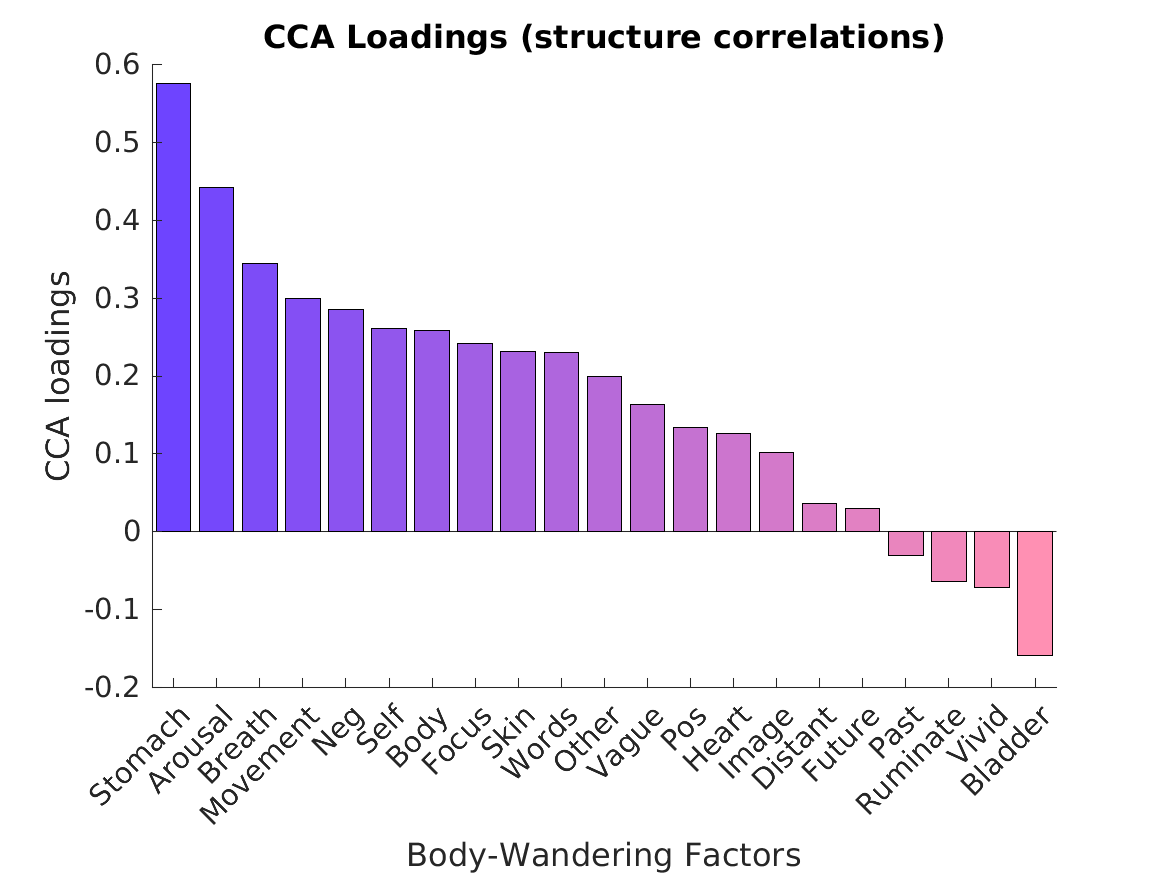 CCA Loadings (structure correlations)
0.6
0.5
0.4
0.3
0.2
0.1
0
-0.1
-0.2
CCA loadings
Stomach
Arousal
Breath
Movement
Neg
Self
Body
Focus
Skin
Words
Other
Vague
Pos
Heart
Image
Distant
Future
Past
Ruminate
Vivid
Bladder
Body-Wandering Factors